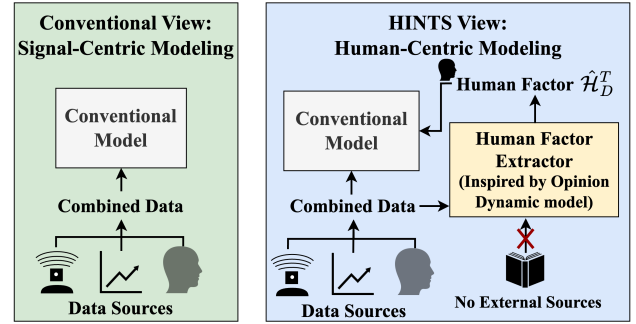 Conventional View:
Signal-Centric Modeling
Conventional
Model
Combined Data
Data Sources
HINTS View:
Human-Centric Modeling
Human Factor $\hat{\mathcal{H}}_D^T$
Conventional
Model
Human Factor
Extractor
(Inspired by Opinion
Dynamic model)
Combined Data
Data Sources
No External Sources